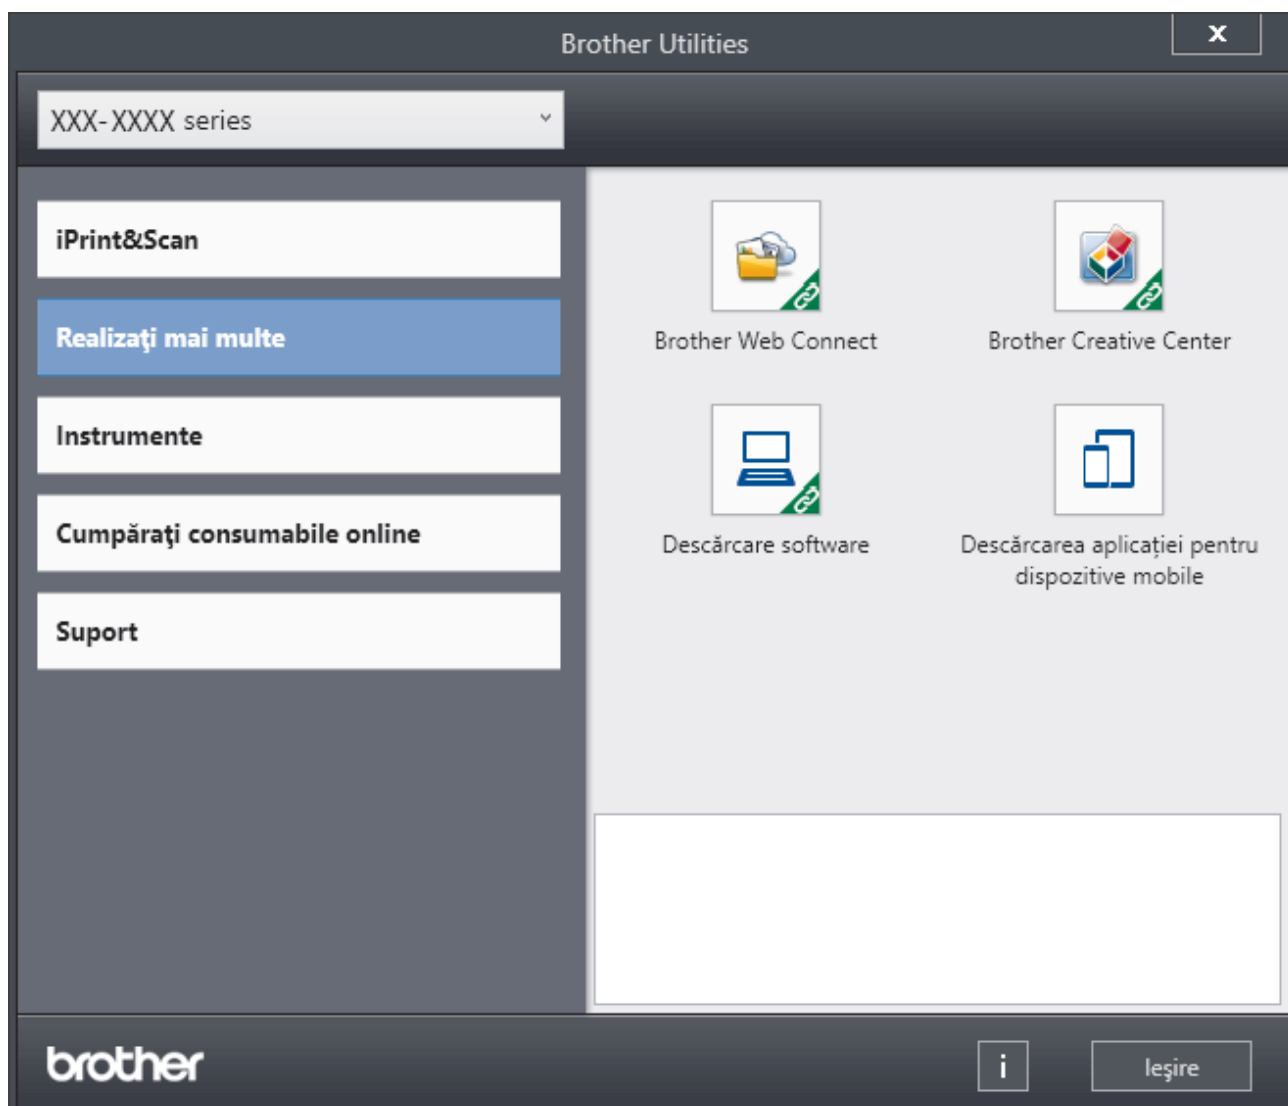 Brother Utilities
x
XXX-XXXX series
iPrint&Scan
Realizaţi mai multe
Instrumente
Cumpăraţi consumabile online
Suport
Brother Web Connect
Brother Creative Center
Descărcare software
Descărcarea aplicației pentru
dispozitive mobile
brother
i
Ieşire